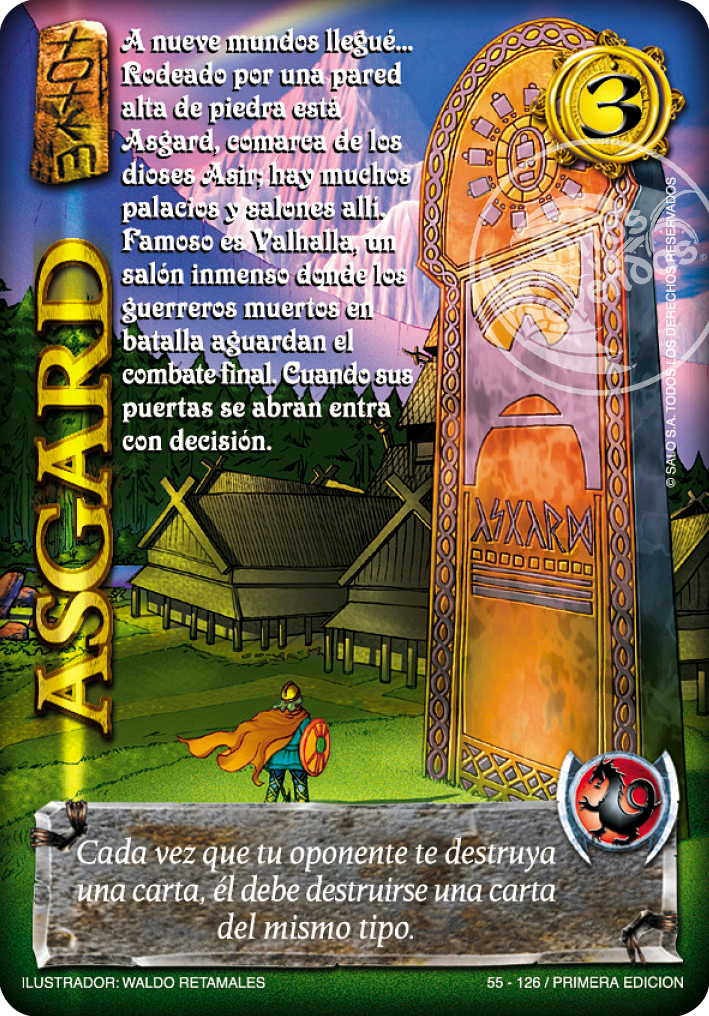 A nueve mundos llegué...
Rodeado por una pared
alta de piedra está
Asgard, comarca de los
dioses Asir; hay muchos
palacios y salones allí.
Famoso es Valhalla, un
salón inmenso donde los
guerreros muertos en
batalla aguardan el
combate final. Cuando sus
puertas se abran entra
con decisión.
3
ASGARD
© SALO S.A. TODOS LOS DERECHOS RESERVADOS
ASGARD
Cada vez que tu oponente te destruya
una carta, él debe destruirse una carta
del mismo tipo.
ILUSTRADOR: WALDO RETAMALES
55 - 126 / PRIMERA EDICION